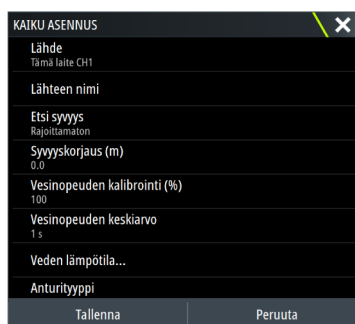 KAIKU ASENNUS
Lähde
Tämä laite CH1
Lähteen nimi
Etsi syvyys
Rajoittamaton
Syvyyskorjaus (m)
0.0
Vesinopeuden kalibrointi (%)
100
Vesinopeuden keskiarvo
1 s
Veden lämpötila...
Anturityyppi
Tallenna
Peruuta